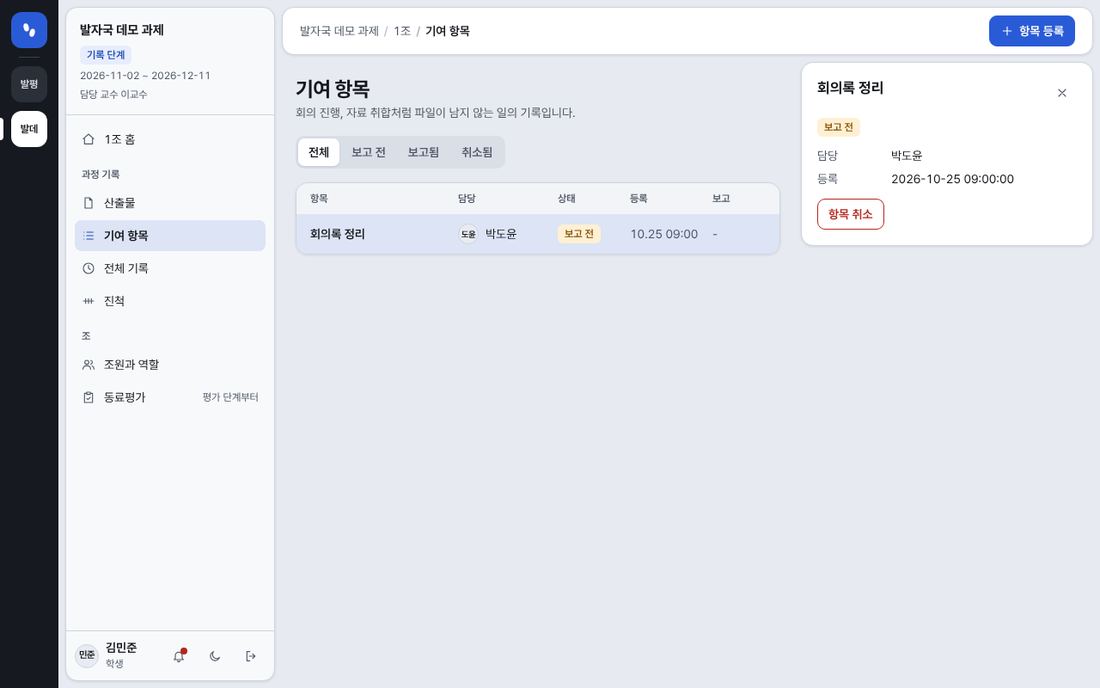 발평
발데
발자국 데모 과제
기록 단계
2026-11-02 ~ 2026-12-11
담당 교수 이교수
1조 홈
과정 기록
산출물
기여 항목
전체 기록
진척
조
조원과 역할
동료평가 평가 단계부터
민준 김민준
학생
발자국 데모 과제 / 1조 / 기여 항목
+ 항목 등록
기여 항목
회의 진행, 자료 취합처럼 파일이 남지 않는 일의 기록입니다.
전체 보고 전 보고됨 취소됨
항목 담당 상태 등록 보고
회의록 정리 도윤 박도윤 보고 전 10.25 09:00 -
회의록 정리
보고 전
담당 박도윤
등록 2026-10-25 09:00:00
항목 취소